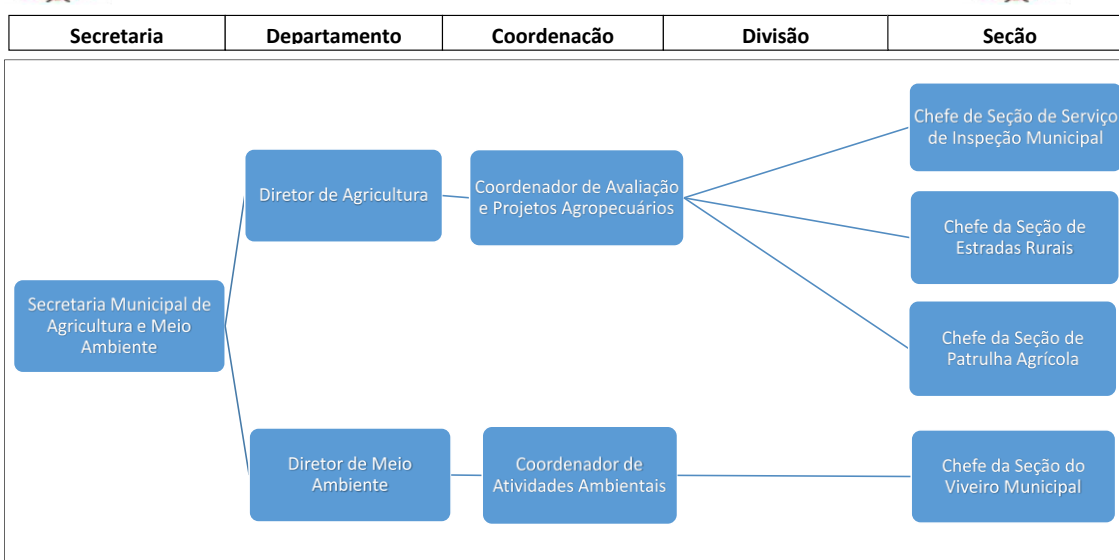 Secretaria Departamento Coordenação Divisão Seção
Chefe de Seção de Serviço
de Inspeção Municipal
Diretor de Agricultura
Coordenador de Avaliação
e Projetos Agropecuários
Chefe da Seção de
Estradas Rurais
Secretaria Municipal de
Agricultura e Meio
Ambiente
Chefe da Seção de
Patrulha Agrícola
Diretor de Meio
Ambiente
Coordenador de
Atividades Ambientais
Chefe da Seção do
Viveiro Municipal